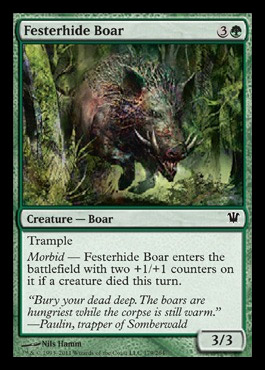 Festerhide Boar 3
Creature — Boar
Trample
Morbid — Festerhide Boar enters the
battlefield with two +1/+1 counters on
it if a creature died this turn.
“Bury your dead deep. The boars are
hungriest while the corpse is still warm.”
—Paulin, trapper of Somberwald
3/3
Nils Hamm